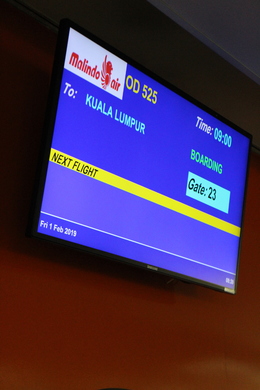 Malindo air
OD 525
Time: 09:00
To: KUALA LUMPUR
BOARDING
Gate: 23
NEXT FLIGHT
Fri 1 Feb 2019